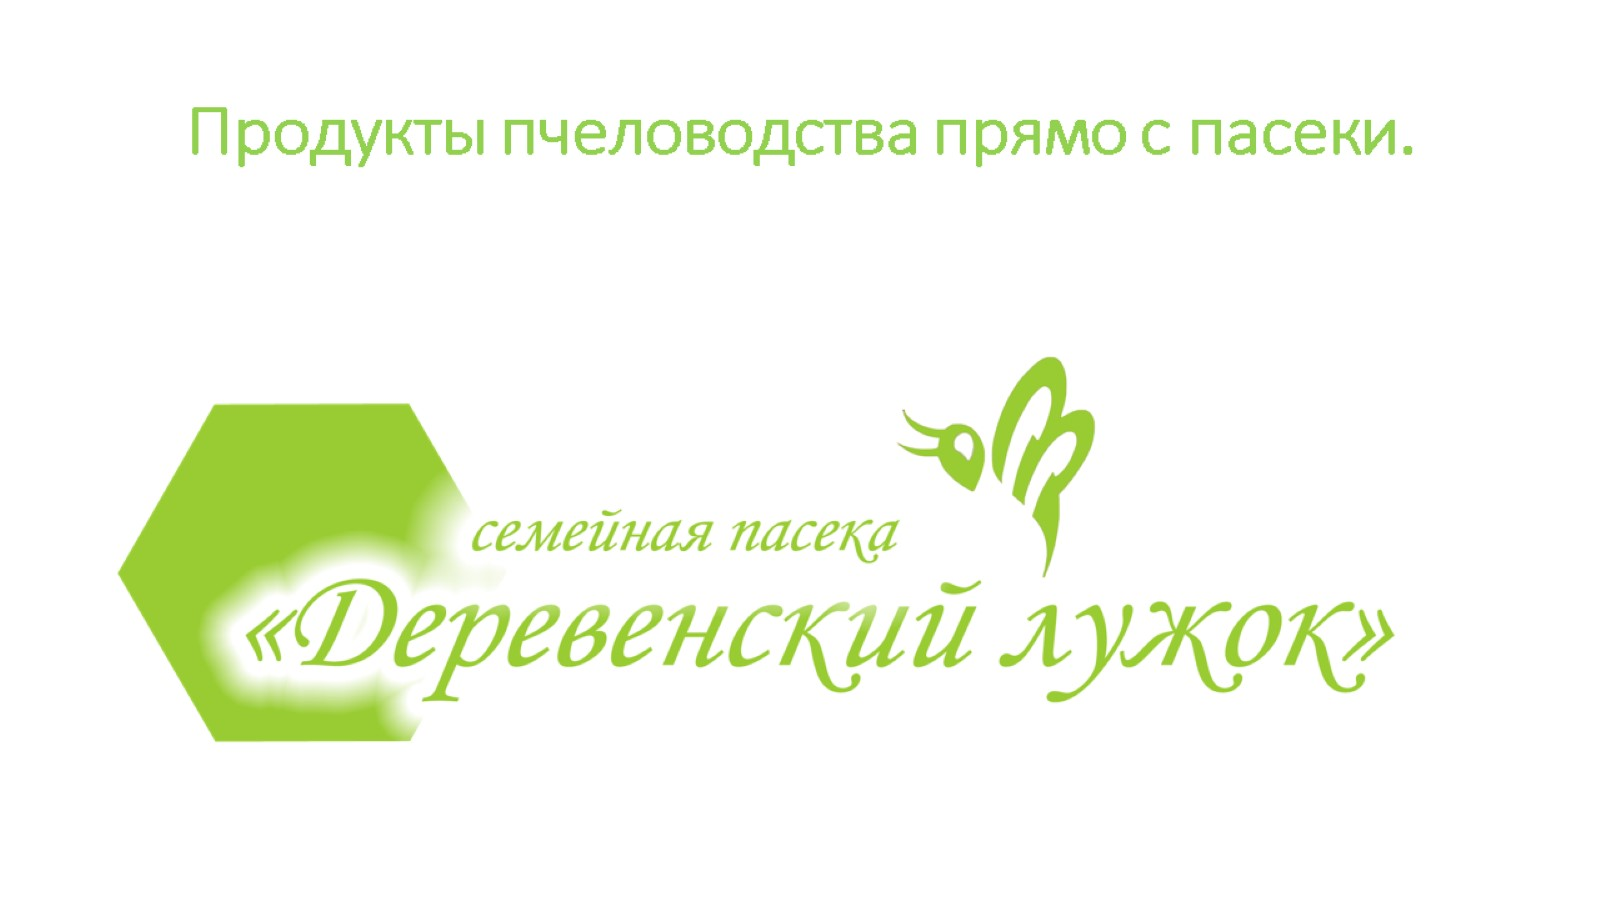 Продукты пчеловодства прямо с пасеки.
семейная пасека
«Деревенский лужок»